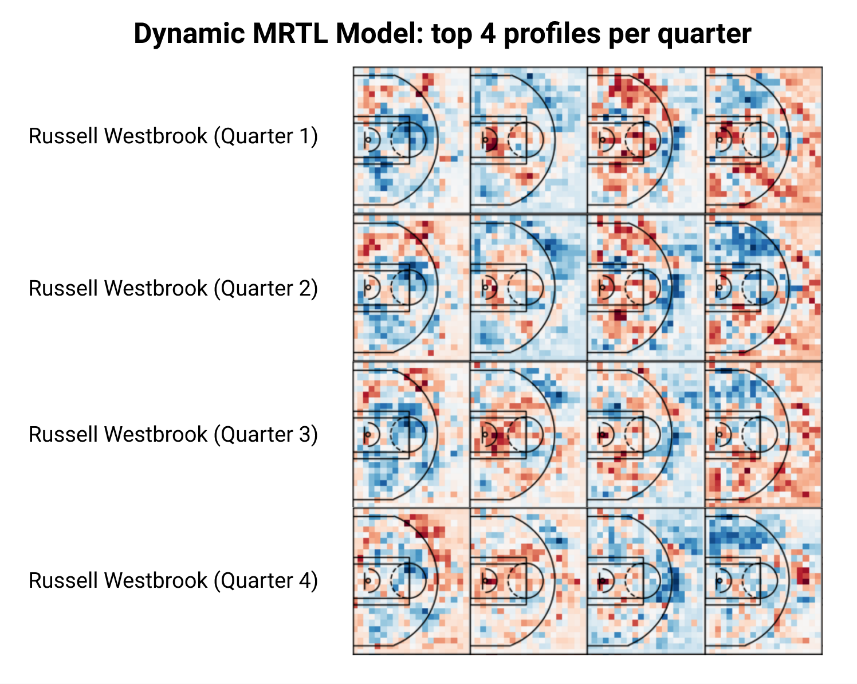 Dynamic MRTL Model: top 4 profiles per quarter
Russell Westbrook (Quarter 1)
Russell Westbrook (Quarter 2)
Russell Westbrook (Quarter 3)
Russell Westbrook (Quarter 4)